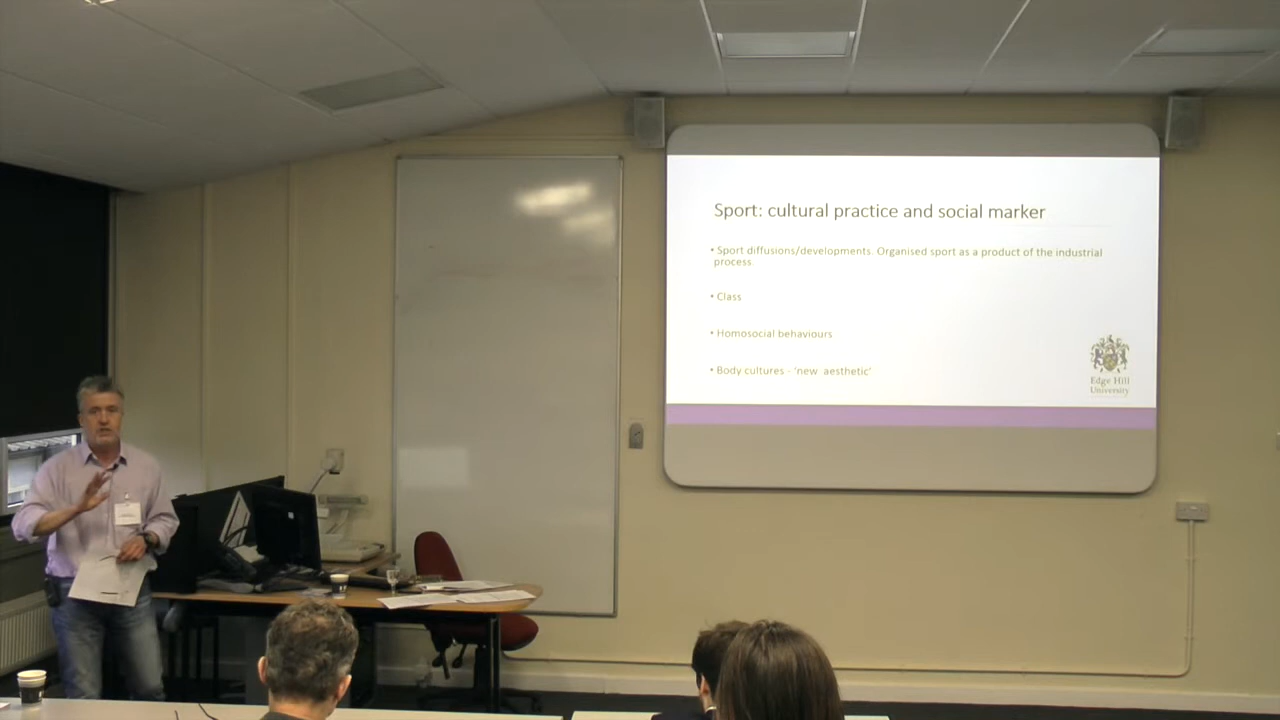 Sport: cultural practice and social marker
• Sport diffusions/developments. Organised sport as a product of the industrial
process.
• Class
• Homosocial behaviours
• Body cultures - 'new aesthetic'
Edge Hill
University